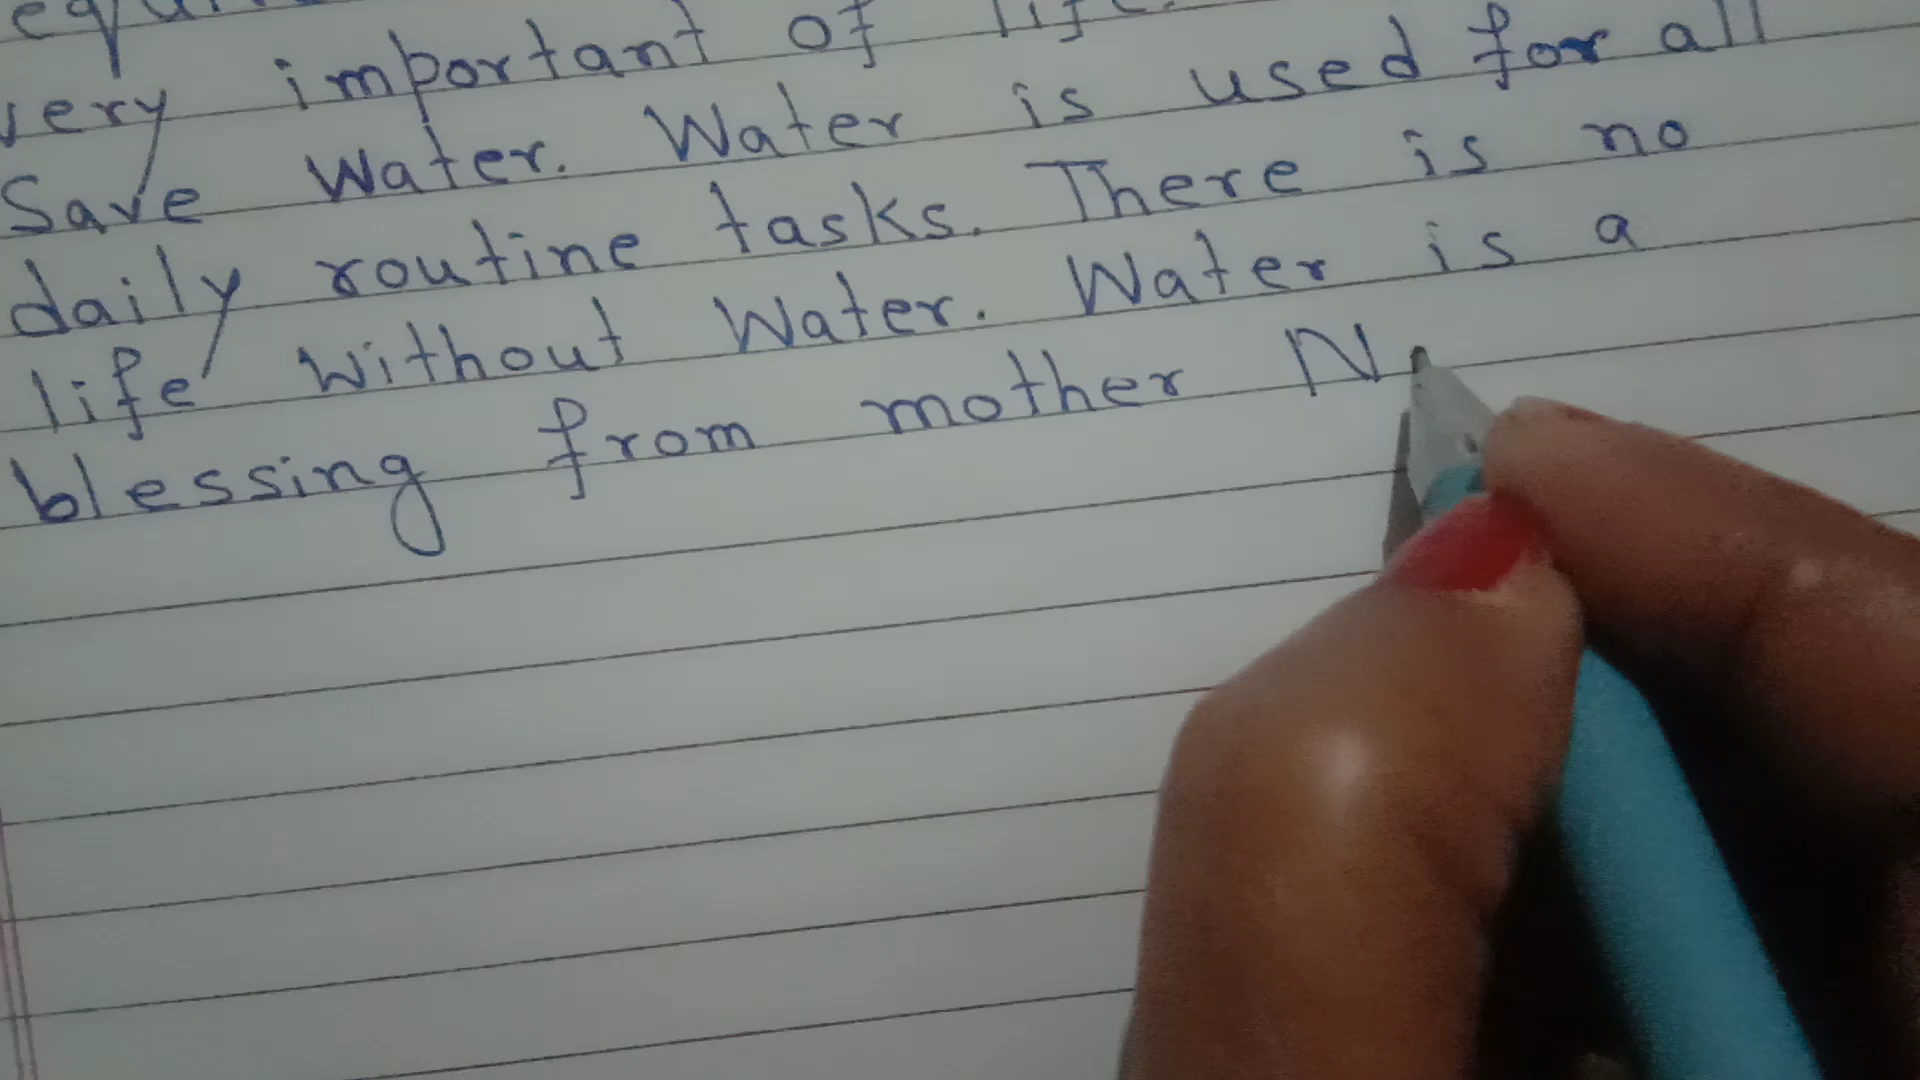 very important of life.
Save Water. Water is used for all
daily routine tasks. There is no
life without Water. Water is a
blessing from mother N